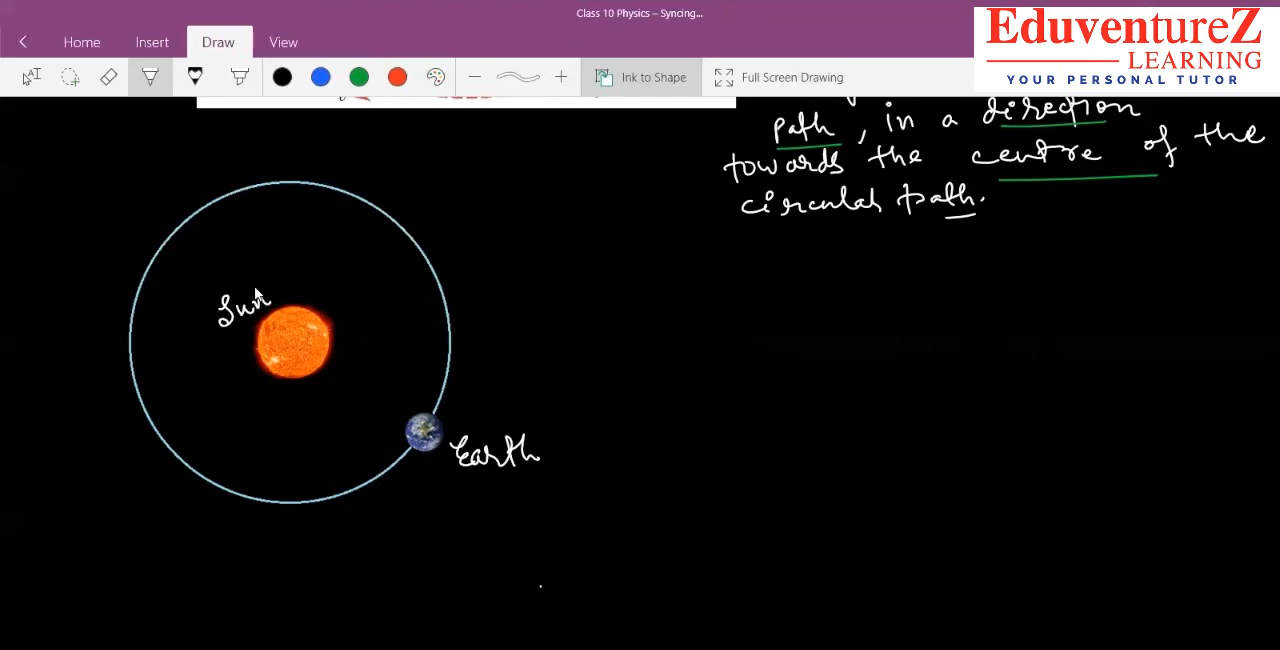 Class 10 Physics – Syncing...
Home Insert Draw View
EduventureZ
LEARNING
YOUR PERSONAL TUTOR
Ink to Shape Full Screen Drawing
path, in a direction
towards the centre of the
circular path.
Sun
Earth